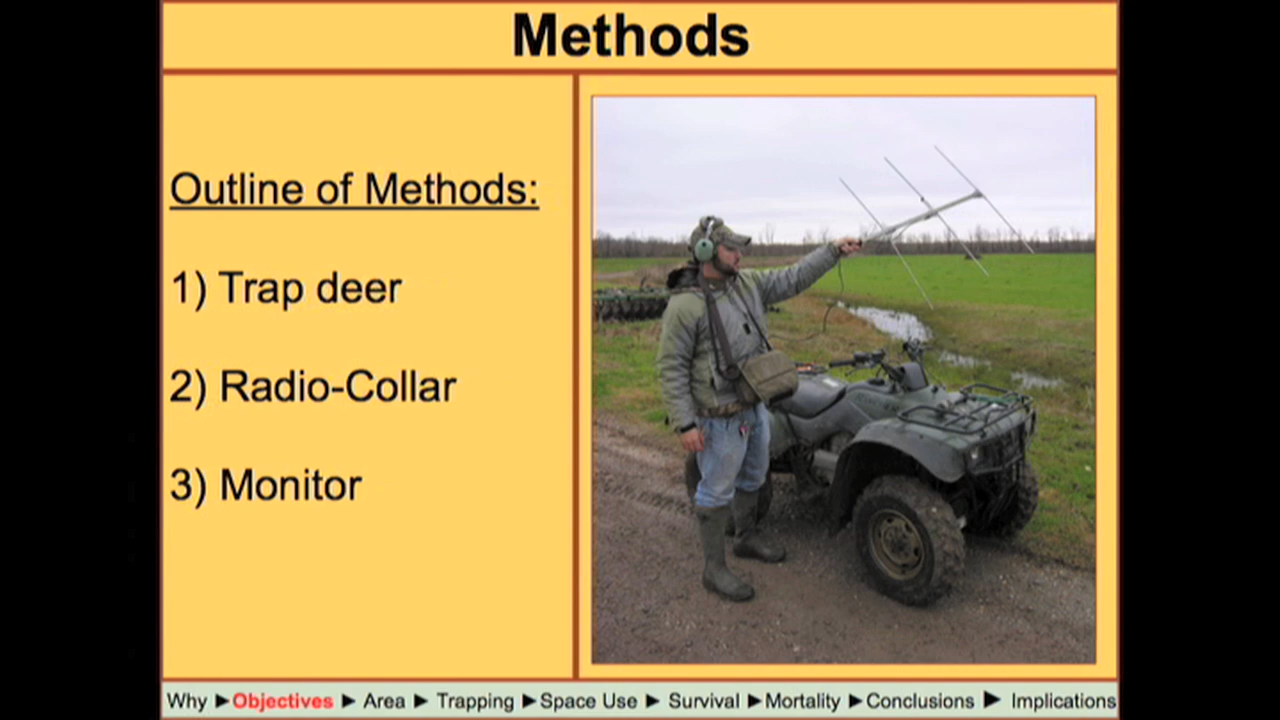 Methods
Outline of Methods:
1) Trap deer
2) Radio-Collar
3) Monitor
Why ►Objectives ► Area ► Trapping ►Space Use ► Survival ►Mortality ►Conclusions ► Implications